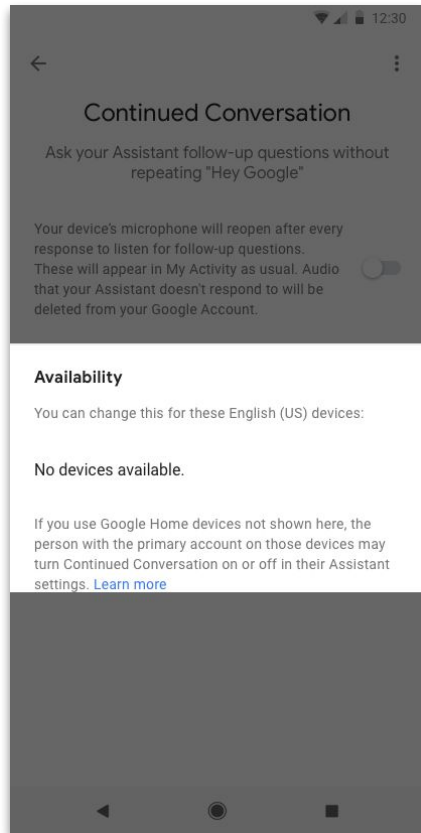 12:30
Continued Conversation
Ask your Assistant follow-up questions without
repeating "Hey Google"
Your device's microphone will reopen after every
response to listen for follow-up questions.
These will appear in My Activity as usual. Audio
that your Assistant doesn't respond to will be
deleted from your Google Account.
Availability
You can change this for these English (US) devices:
No devices available.
If you use Google Home devices not shown here, the
person with the primary account on those devices may
turn Continued Conversation on or off in their Assistant
settings. Learn more